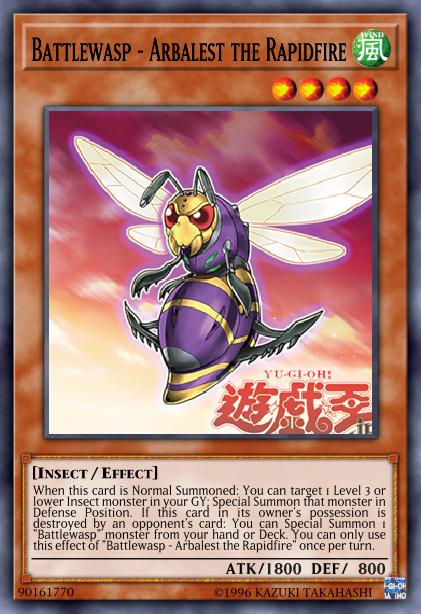 BATTLEWASP - ARBALEST THE RAPIDFIRE
WIND
風
YU-GI-OH!
遊☆戯☆王
[INSECT / EFFECT]
When this card is Normal Summoned: You can target 1 Level 3 or
lower Insect monster in your GY; Special Summon that monster in
Defense Position. If this card in its owner's possession is
destroyed by an opponent's card: You can Special Summon 1
"Battlewasp" monster from your hand or Deck. You can only use
this effect of "Battlewasp - Arbalest the Rapidfire" once per turn.
ATK/1800 DEF/ 800
90161770
©1996 KAZUKI TAKAHASHI